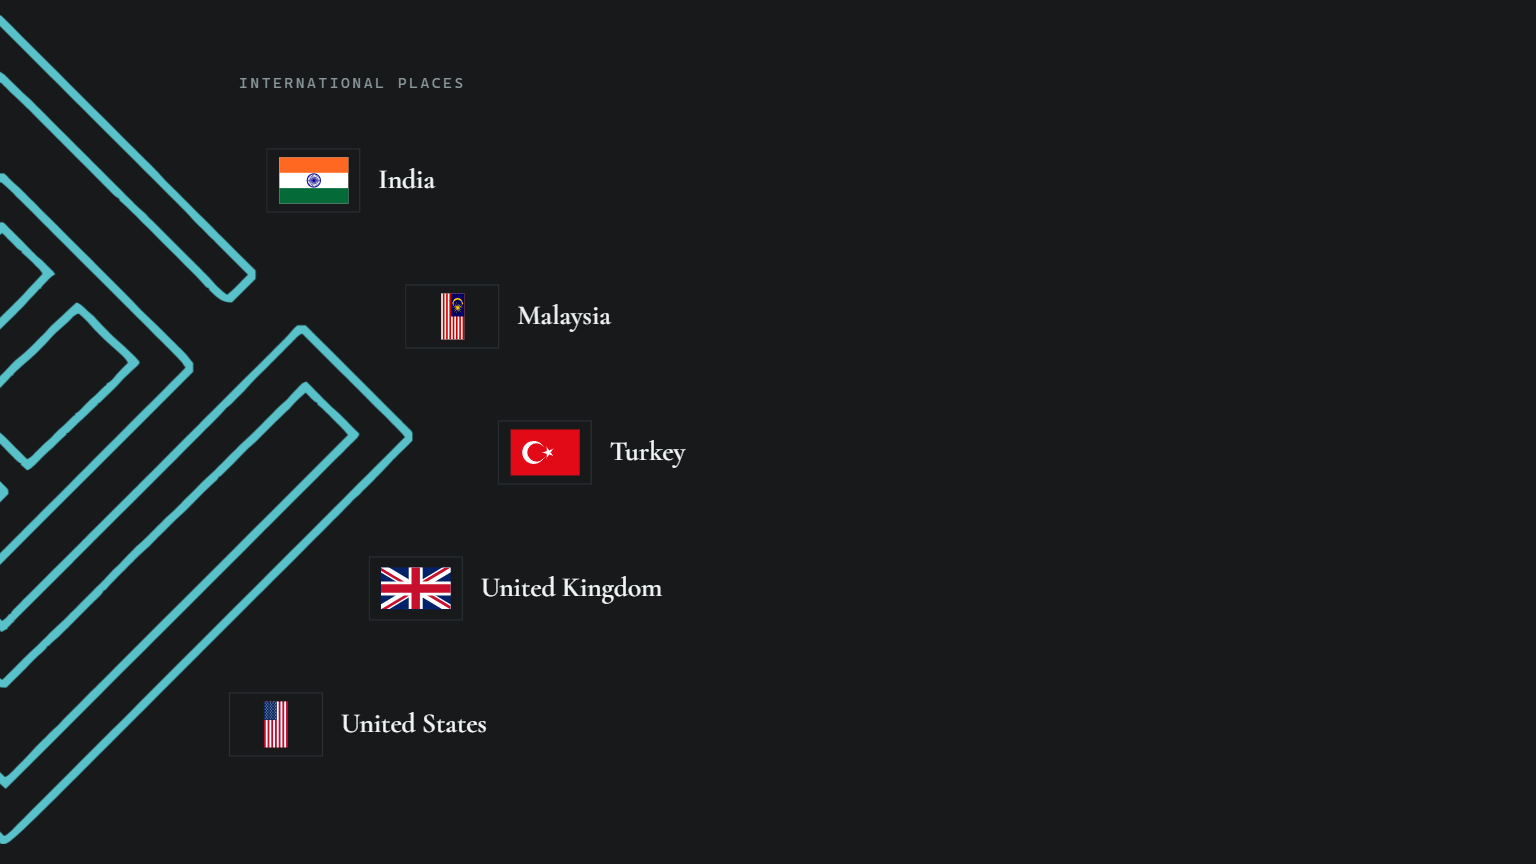 INTERNATIONAL PLACES
India
Malaysia
Turkey
United Kingdom
United States